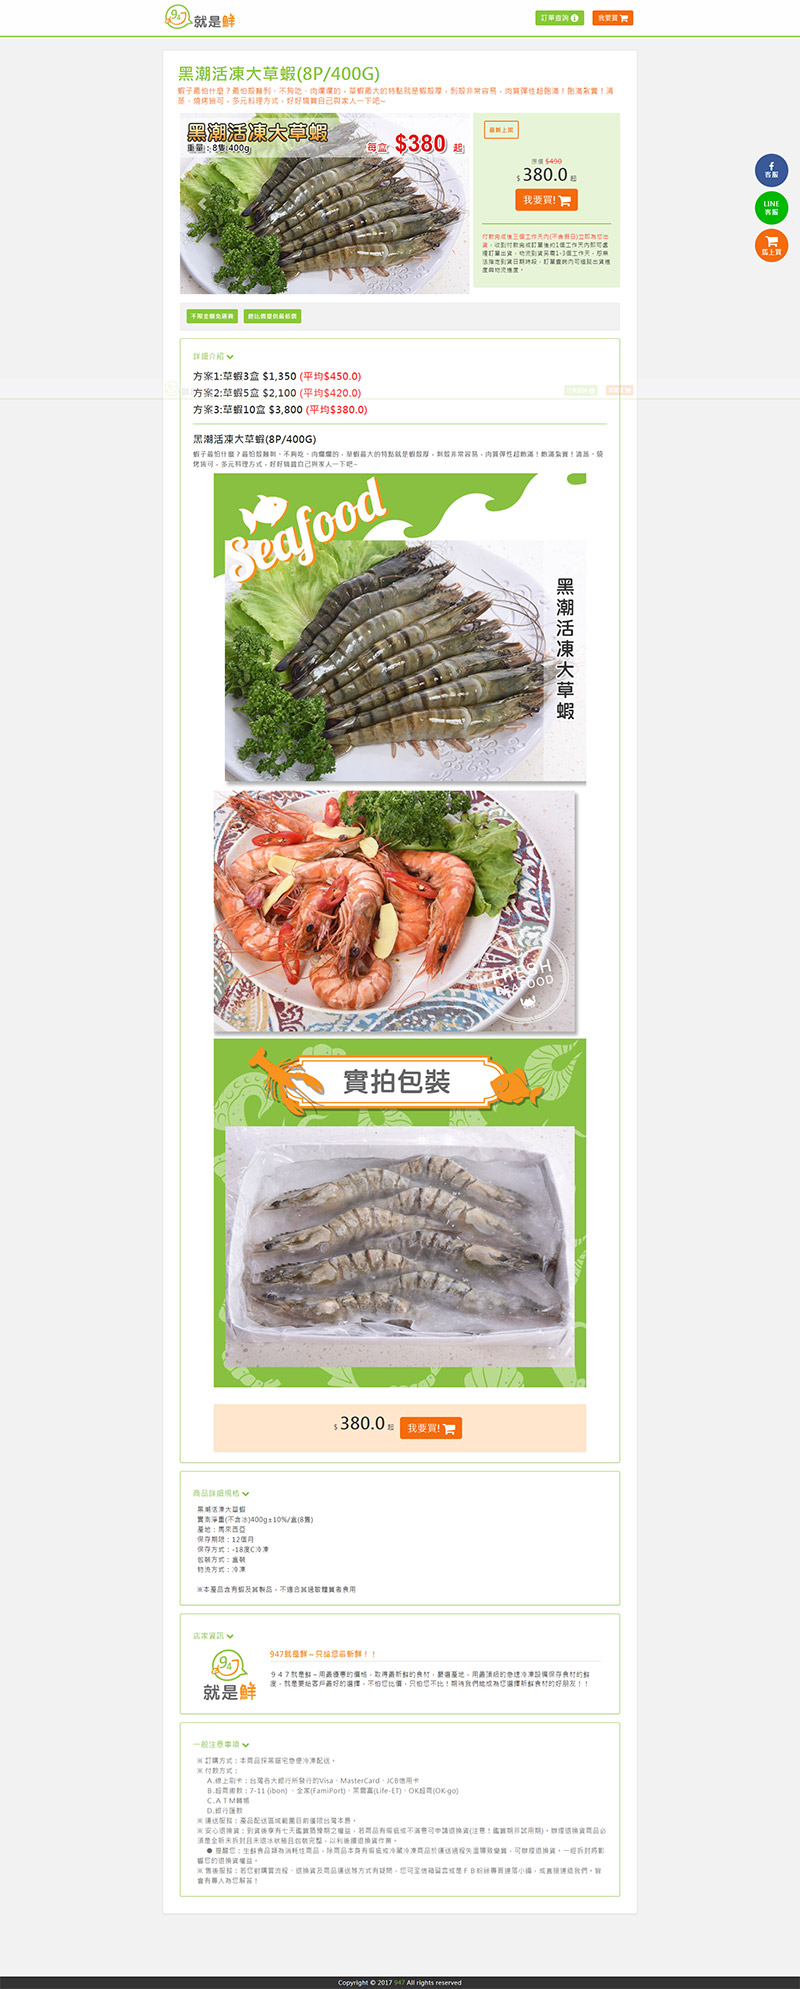 947 就是鮮
訂單查詢
我要買
黑潮活凍大草蝦(8P/400G)
蝦子最怕什麼？最怕殼難剝、不夠吃、肉爛爛的，草蝦最大的特點就是蝦殼厚，剝殼非常容易，肉質彈性超飽滿！飽滿紮實！清
蒸、燒烤皆可，多元料理方式，好好犒賞自己與家人一下吧~
黑潮活凍大草蝦
重量：8隻/400g
每盒 $380 起
最新上架
原價 $490
$ 380.0 起
我要買!
付款完成後三個工作天內(不含假日)立即為您出
貨，收到付款完成訂單後約1個工作天內即可處
理訂單出貨，物流到貨另需1-3個工作天，恕無
法指定到貨日期時段，訂單查詢內可追蹤出貨進
度與物流進度。
f
客服
LINE
客服
馬上買
不限金額免運費
詳細介紹
方案1:草蝦3盒 $1,350 (平均$450.0)
方案2:草蝦5盒 $2,100 (平均$420.0)
方案3:草蝦10盒 $3,800 (平均$380.0)
黑潮活凍大草蝦(8P/400G)
蝦子最怕什麼？最怕殼難剝、不夠吃、肉爛爛的，草蝦最大的特點就是蝦殼厚，剝殼非常容易，肉質彈性超飽滿！飽滿紮實！清蒸、燒
烤皆可，多元料理方式，好好犒賞自己與家人一下吧~
Seafood
黑潮活凍大草蝦
FRESH
SEAFOOD
實拍包裝
$ 380.0 起
我要買!
商品詳細規格
黑潮活凍大草蝦
實測淨重(不含冰)400g±10%/盒(8隻)
產地：馬來西亞
保存期限：12個月
保存方式：-18度C冷凍
包裝方式：盒裝
物流方式：冷凍
※本產品含有蝦及其製品，不適合其過敏體質者食用
店家資訊
947 就是鮮
947就是鮮~只給您最新鮮！！
９４７就是鮮~用最優惠的價格，取得最新鮮的食材，嚴選產地，用最頂級的急速冷凍設備保存食材的鮮
度，就是要給客戶最好的選擇，不怕您比價，只怕您不比！期待我們能成為您選擇新鮮食材的好朋友！！
一般注意事項
※ 訂購方式：本商品採黑貓宅急便冷凍配送。
※ 付款方式：
A.線上刷卡：台灣各大銀行所發行的Visa、MasterCard、JCB信用卡
B.超商繳款：7-11 (ibon) 、全家(FamiPort)、萊爾富(Life-ET)、OK超商(OK-go)
C.ＡＴＭ轉帳
D.銀行匯款
※ 運送服務：產品配送區域範圍目前僅限台灣本島。
※ 安心退換貨：到貨後享有七天鑑賞猶豫期之權益，若商品有瑕疵或不滿意可申請退換貨(注意！鑑賞期非試用期)，辦理退換貨商品必
須是全新未拆封且未退冰狀態且包裝完整，以利後續退換貨作業。
● 提醒您：生鮮食品類為消耗性商品，除商品本身有瑕疵或冷藏冷凍商品於運送過程失溫導致變質，可辦理退換貨，一經拆封將影
響您的退換貨權益。
※ 售後服務：若您對購買流程、退換貨及商品運送等方式有疑問，您可至信箱留言或是ＦＢ粉絲專頁連落小編，或直接連絡我們，皆
會有專人為您解答！
Copyright © 2017 947 All rights reserved